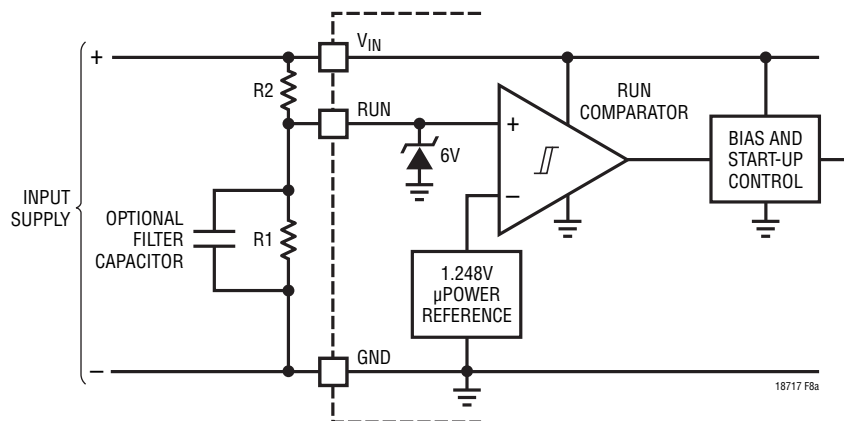 +
VIN
R2
RUN
RUN
COMPARATOR
+
6V
BIAS AND
START-UP
CONTROL
INPUT
SUPPLY
OPTIONAL
FILTER
CAPACITOR
R1
–
1.248V
µPOWER
REFERENCE
GND
–
18717 F8a